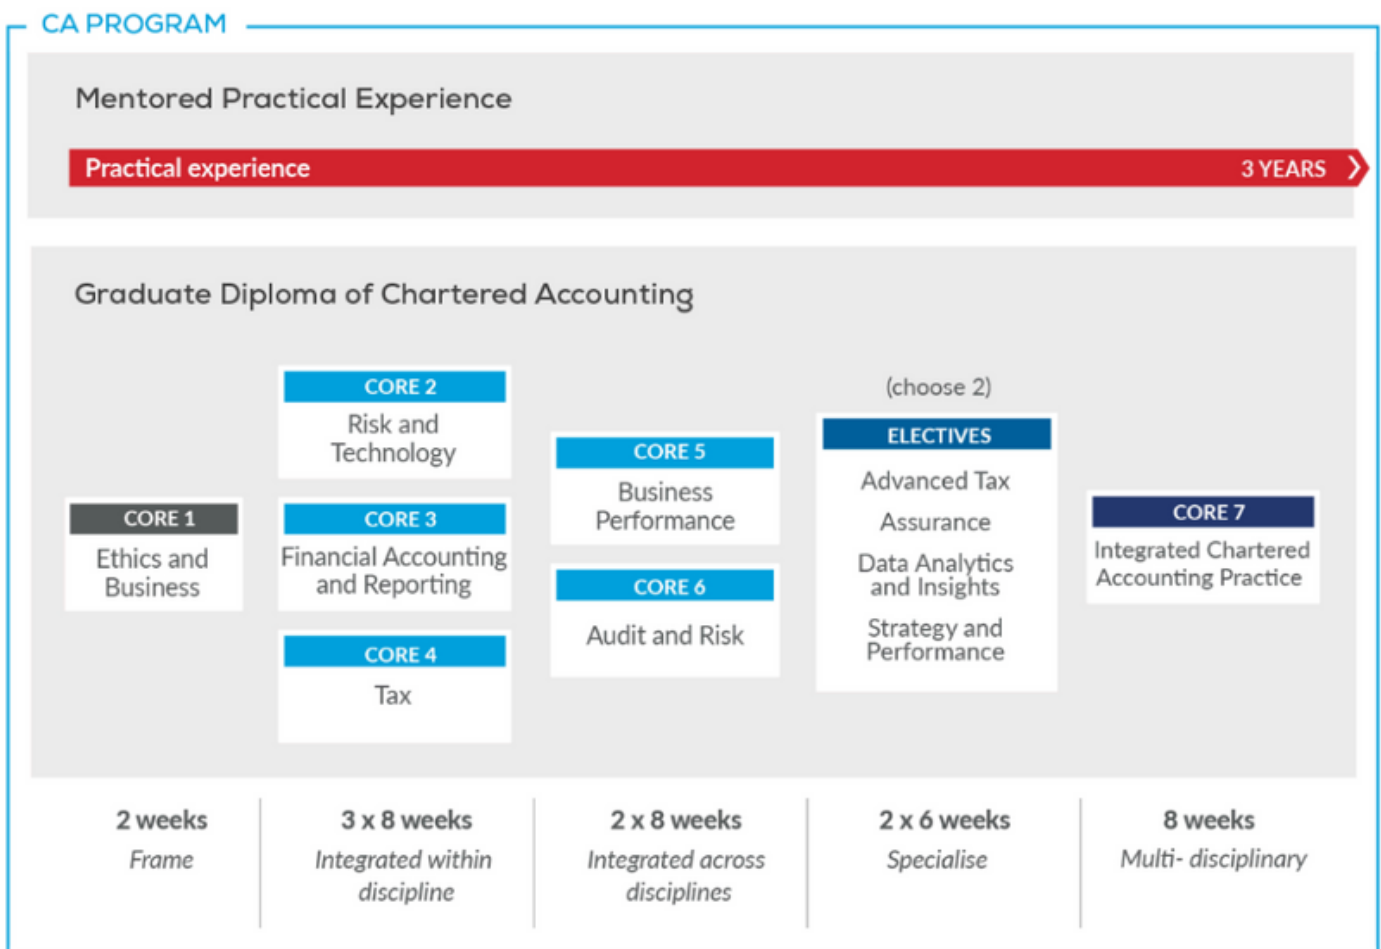 CA PROGRAM
Mentored Practical Experience
Practical experience
3 YEARS
Graduate Diploma of Chartered Accounting
CORE 1
Ethics and
Business
CORE 2
Risk and
Technology
CORE 3
Financial Accounting
and Reporting
CORE 4
Tax
CORE 5
Business
Performance
CORE 6
Audit and Risk
(choose 2)
ELECTIVES
Advanced Tax
Assurance
Data Analytics
and Insights
Strategy and
Performance
CORE 7
Integrated Chartered
Accounting Practice
2 weeks
Frame
3 x 8 weeks
Integrated within
discipline
2 x 8 weeks
Integrated across
disciplines
2 x 6 weeks
Specialise
8 weeks
Multi- disciplinary